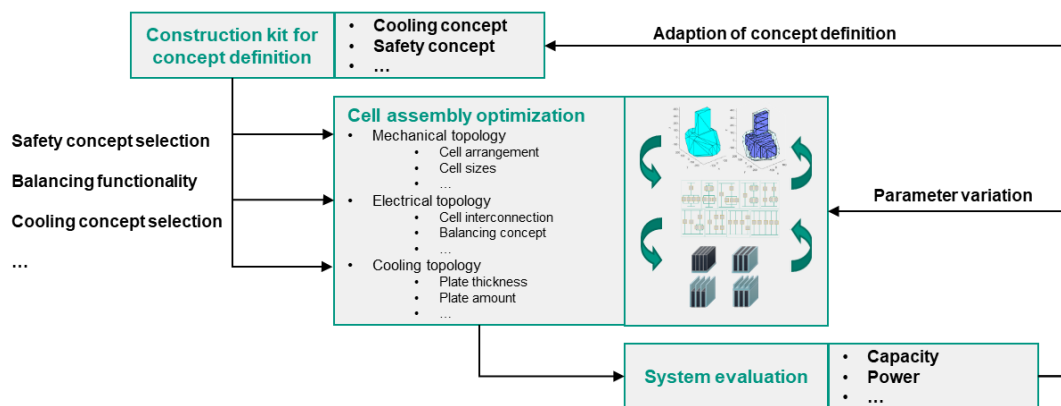 Construction kit for
concept definition
• Cooling concept
• Safety concept
• ...
Adaption of concept definition
Safety concept selection
Balancing functionality
Cooling concept selection
...
Cell assembly optimization
• Mechanical topology
• Cell arrangement
• Cell sizes
• ...
• Electrical topology
• Cell interconnection
• Balancing concept
• ...
• Cooling topology
• Plate thickness
• Plate amount
• ...
Parameter variation
System evaluation
• Capacity
• Power
• ...